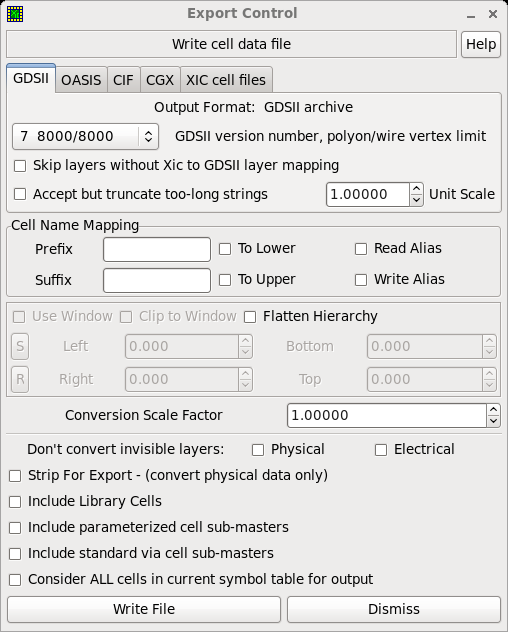 Export Control
Write cell data file Help
GDSII OASIS CIF CGX XIC cell files
Output Format: GDSII archive
7 8000/8000 GDSII version number, polyon/wire vertex limit
Skip layers without Xic to GDSII layer mapping
Accept but truncate too-long strings 1.00000 Unit Scale
Cell Name Mapping
Prefix To Lower Read Alias
Suffix To Upper Write Alias
Use Window Clip to Window Flatten Hierarchy
S Left 0.000 Bottom 0.000
R Right 0.000 Top 0.000
Conversion Scale Factor 1.00000
Don't convert invisible layers: Physical Electrical
Strip For Export - (convert physical data only)
Include Library Cells
Include parameterized cell sub-masters
Include standard via cell sub-masters
Consider ALL cells in current symbol table for output
Write File Dismiss